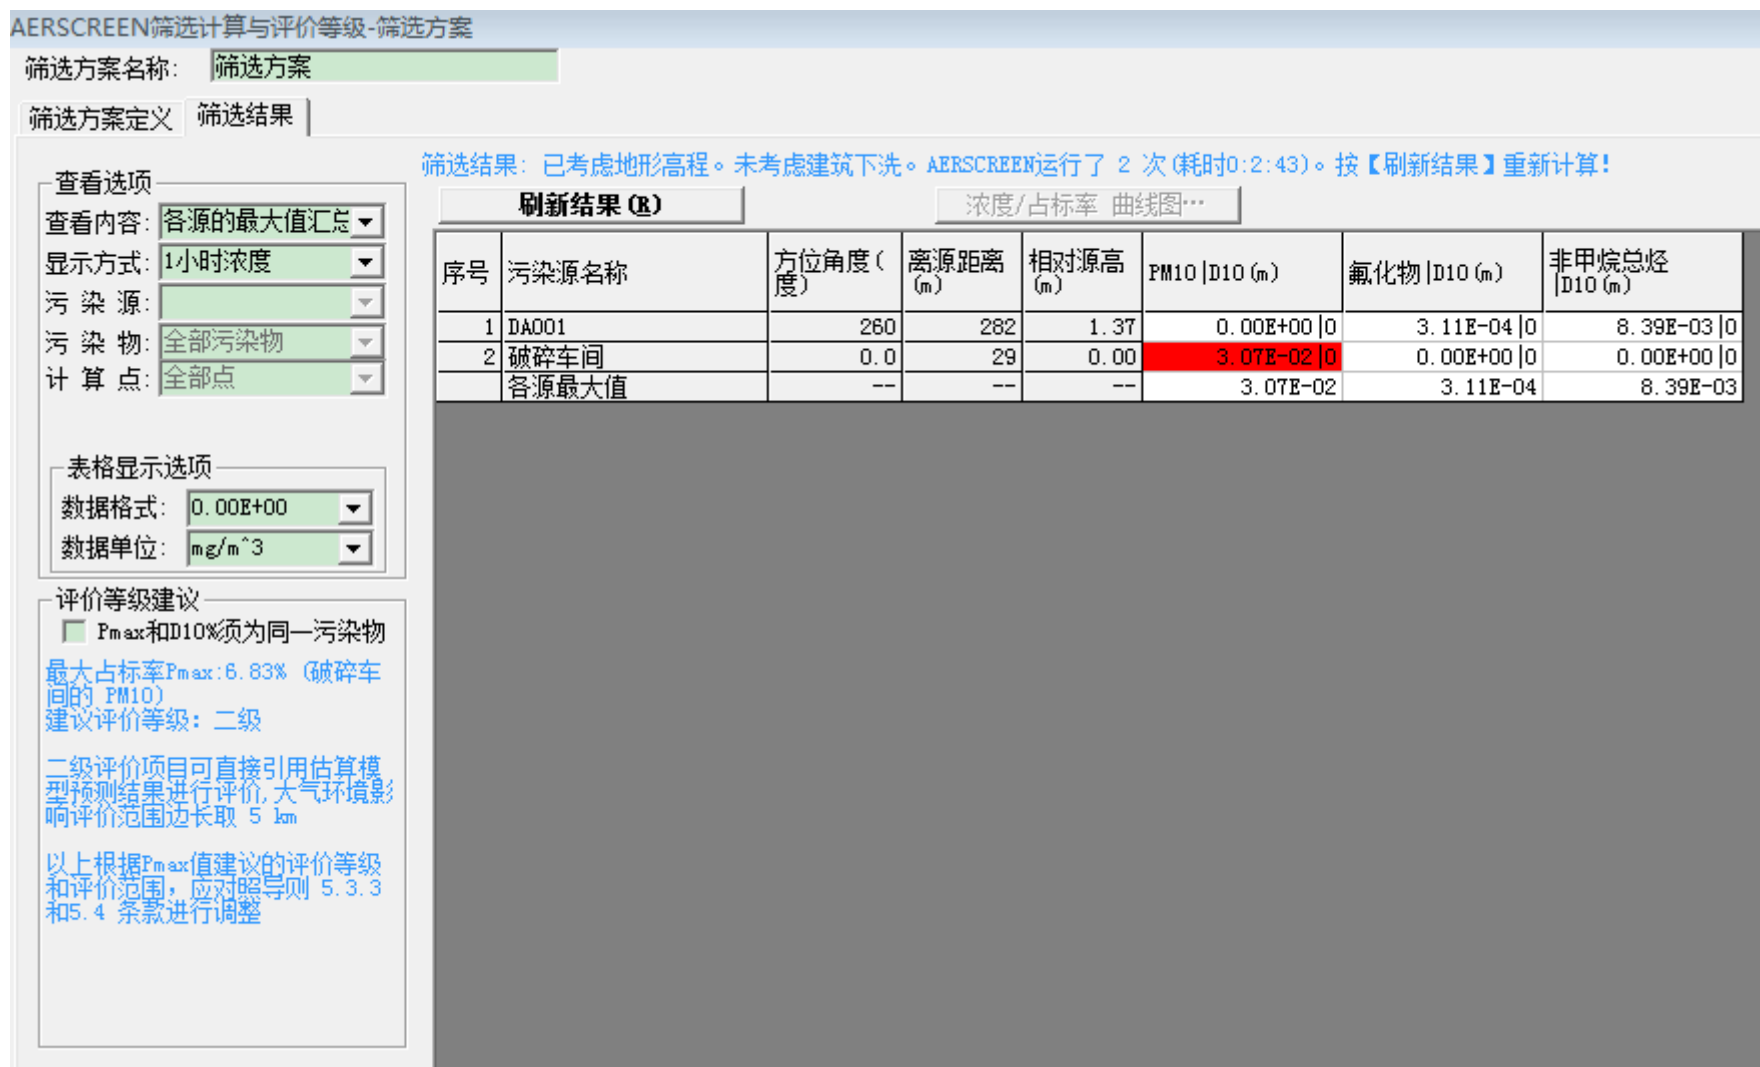 AERSCREEN筛选计算与评价等级-筛选方案
筛选方案名称: 筛选方案
筛选方案定义 筛选结果
筛选结果: 已考虑地形高程。未考虑建筑下洗。AERSCREEN运行了 2 次(耗时0:2:43)。按【刷新结果】重新计算!
刷新结果(R) 浓度/占标率 曲线图…
查看选项
查看内容: 各源的最大值汇总
显示方式: 1小时浓度
污 染 源:
污 染 物: 全部污染物
计 算 点: 全部点
表格显示选项
数据格式: 0.00E+00
数据单位: mg/m^3
评价等级建议
Pmax和D10%须为同一污染物
最大占标率Pmax:6.83% (破碎车
间的 PM10)
建议评价等级: 二级
二级评价项目可直接引用估算模
型预测结果进行评价,大气环境影
响评价范围边长取 5 km
以上根据Pmax值建议的评价等级
和评价范围,应对照导则 5.3.3
和5.4 条款进行调整
序号 污染源名称 方位角度(度) 离源距离(m) 相对源高(m) PM10|D10(m) 氟化物|D10(m) 非甲烷总烃|D10(m)
1 DA001 260 282 1.37 0.00E+00|0 3.11E-04|0 8.39E-03|0
2 破碎车间 0.0 29 0.00 3.07E-02|0 0.00E+00|0 0.00E+00|0
各源最大值 -- -- -- 3.07E-02 3.11E-04 8.39E-03